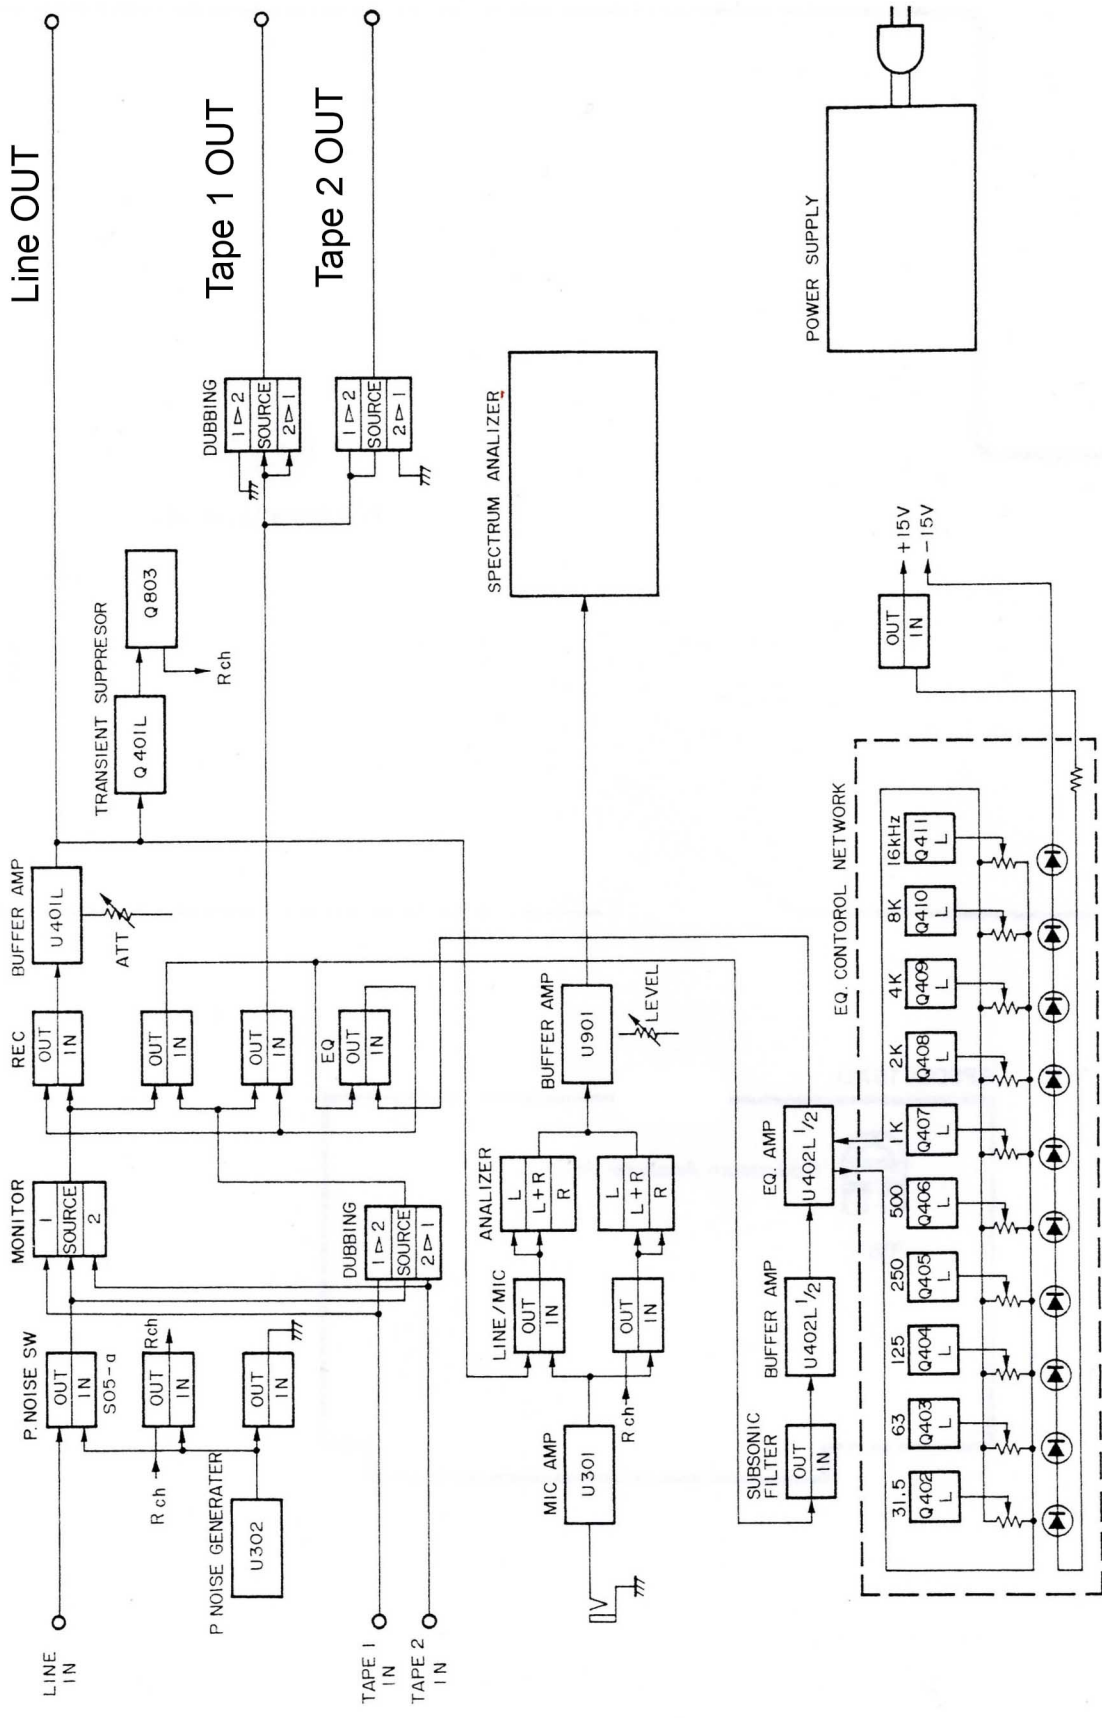 Line OUT
Tape 1 OUT
Tape 2 OUT
LINE
IN
P.NOISE SW
OUT
IN
S05-a
Rch
OUT
IN
Rch
OUT
IN
P NOISE GENERATER
U302
TAPE 1
IN
TAPE 2
IN
MONITOR
1
SOURCE
2
DUBBING
1▷2
SOURCE
2▷1
REC
OUT
IN
OUT
IN
OUT
IN
EQ
OUT
IN
BUFFER AMP
U401L
ATT
TRANSIENT SUPPRESOR
Q401L
Q803
Rch
DUBBING
1▷2
SOURCE
2▷1
1▷2
SOURCE
2▷1
MIC AMP
U301
Rch
LINE/MIC
OUT
IN
OUT
IN
ANALIZER
L
L+R
R
L
L+R
R
BUFFER AMP
U901
LEVEL
SPECTRUM ANALIZER
POWER SUPPLY
SUBSONIC
FILTER
OUT
IN
BUFFER AMP
U402L 1/2
EQ. AMP
U402L 1/2
EQ. CONTOROL NETWORK
31.5
Q402
L
63
Q403
L
125
Q404
L
250
Q405
L
500
Q406
L
1K
Q407
L
2K
Q408
L
4K
Q409
L
8K
Q410
L
16kHz
Q411
L
OUT
IN
+15V
-15V